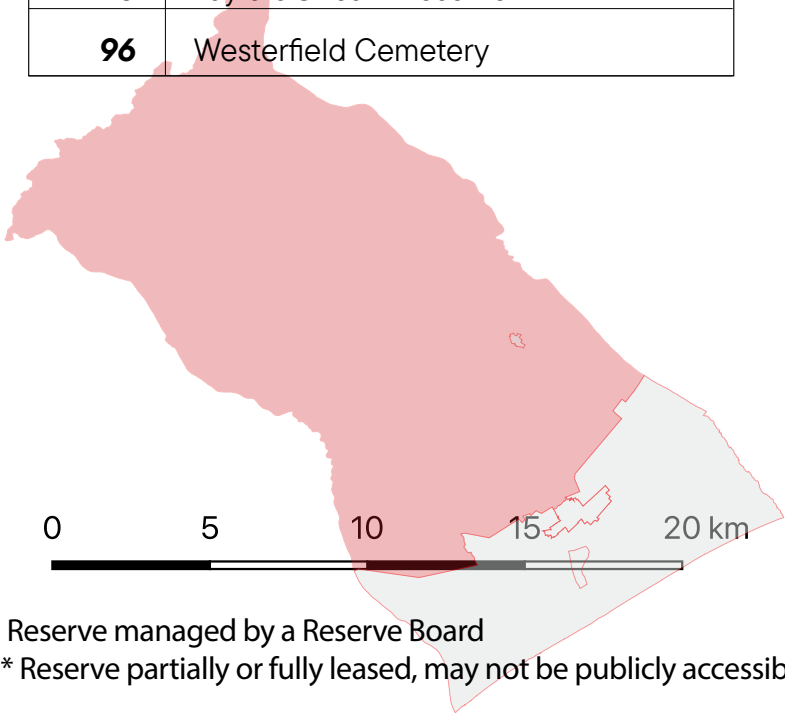 96 Westerfield Cemetery
0 5 10 15 20 km
Reserve managed by a Reserve Board
* Reserve partially or fully leased, may not be publicly